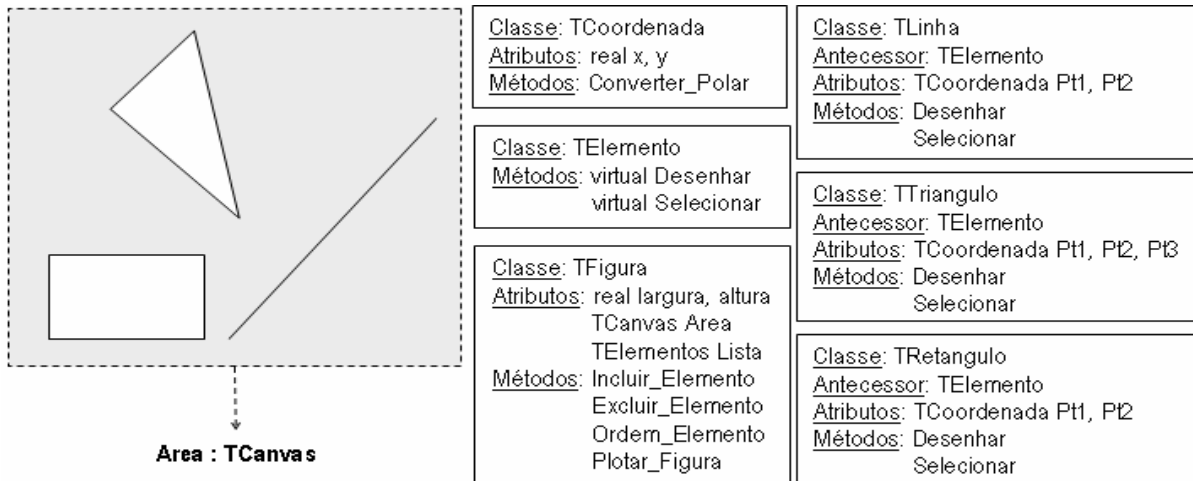 Area : TCanvas
Classe: TCoordenada
Atributos: real x, y
Métodos: Converter_Polar
Classe: TElemento
Métodos: virtual Desenhar
virtual Selecionar
Classe: TFigura
Atributos: real largura, altura
TCanvas Area
TElementos Lista
Métodos: Incluir_Elemento
Excluir_Elemento
Ordem_Elemento
Plotar_Figura
Classe: TLinha
Antecessor: TElemento
Atributos: TCoordenada Pt1, Pt2
Métodos: Desenhar
Selecionar
Classe: TTriangulo
Antecessor: TElemento
Atributos: TCoordenada Pt1, Pt2, Pt3
Métodos: Desenhar
Selecionar
Classe: TRetangulo
Antecessor: TElemento
Atributos: TCoordenada Pt1, Pt2
Métodos: Desenhar
Selecionar